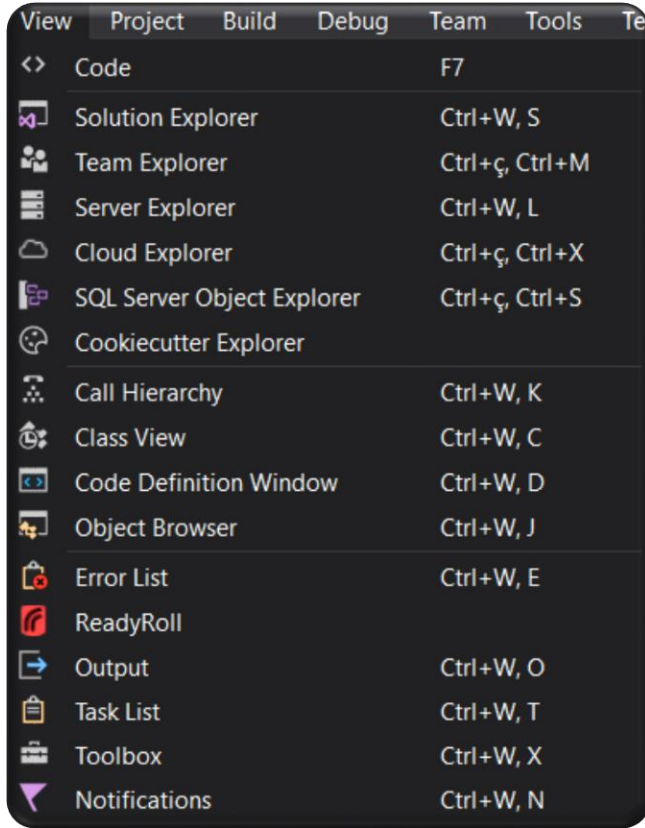 View Project Build Debug Team Tools Te
Code F7
Solution Explorer Ctrl+W, S
Team Explorer Ctrl+ç, Ctrl+M
Server Explorer Ctrl+W, L
Cloud Explorer Ctrl+ç, Ctrl+X
SQL Server Object Explorer Ctrl+ç, Ctrl+S
Cookiecutter Explorer
Call Hierarchy Ctrl+W, K
Class View Ctrl+W, C
Code Definition Window Ctrl+W, D
Object Browser Ctrl+W, J
Error List Ctrl+W, E
ReadyRoll
Output Ctrl+W, O
Task List Ctrl+W, T
Toolbox Ctrl+W, X
Notifications Ctrl+W, N